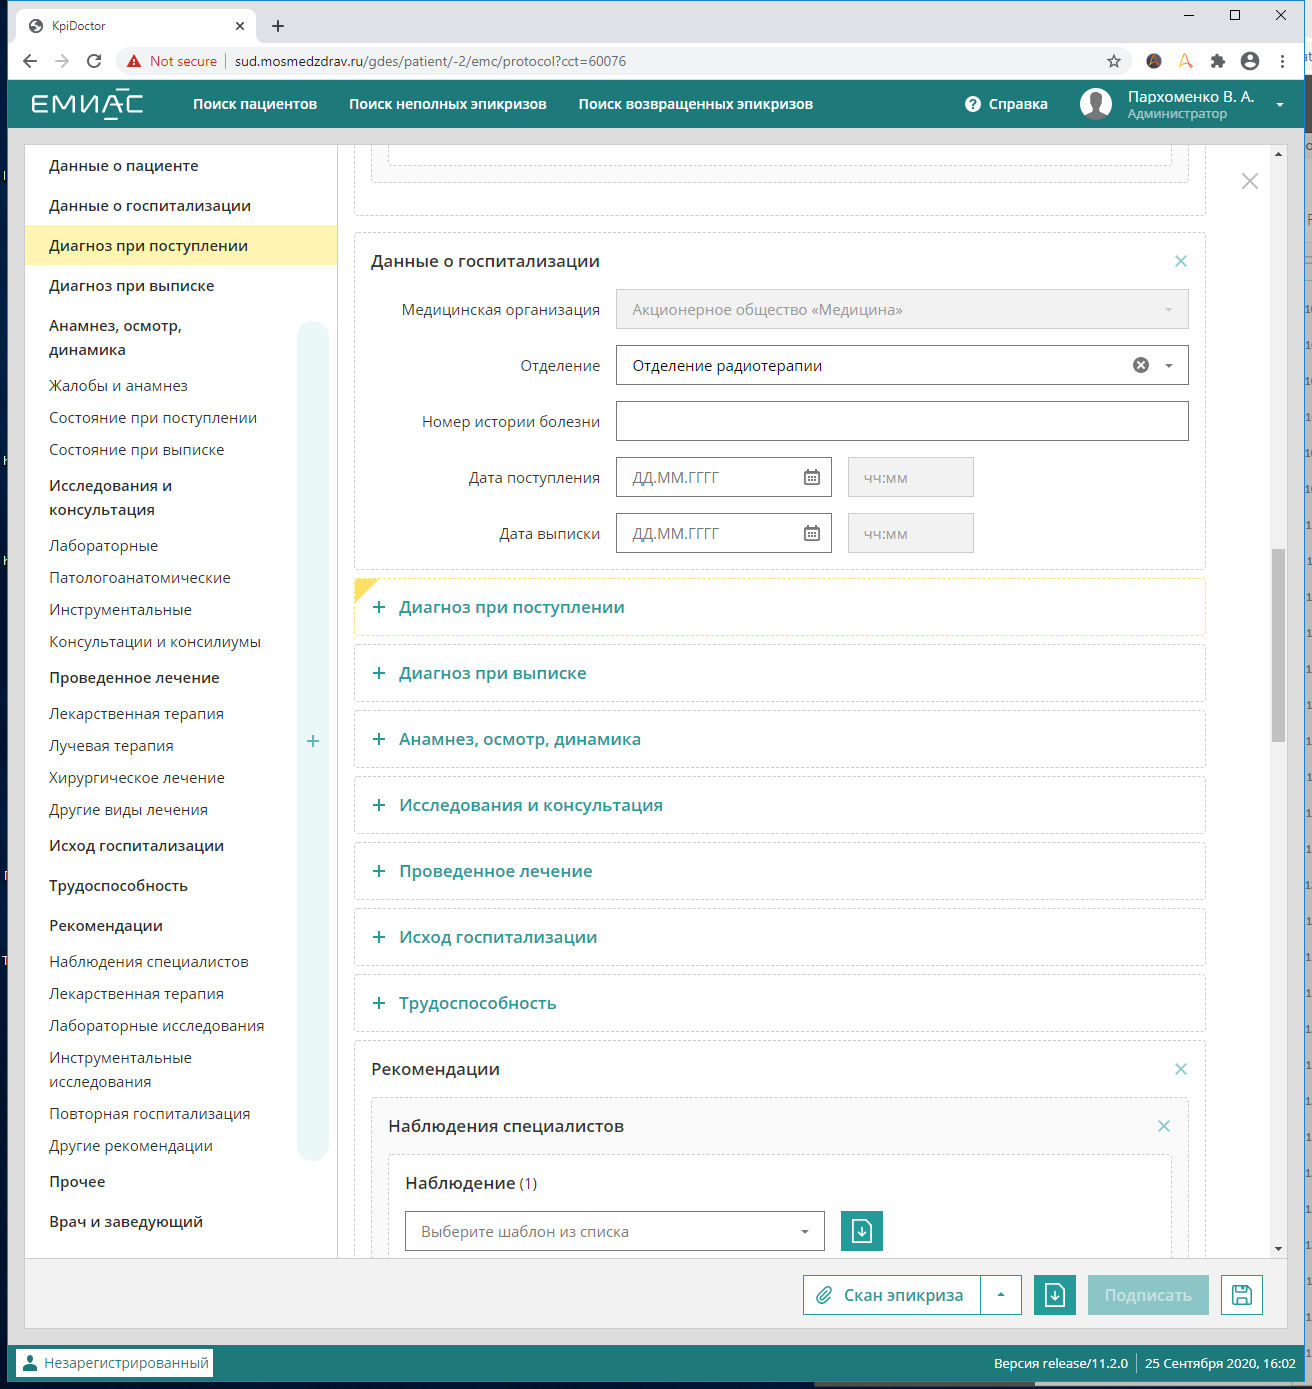 KpiDoctor
Not secure
sud.mosmedzdrav.ru/gdes/patient/-2/emc/protocol?cct=60076
ЕМИАС
Поиск пациентов
Поиск неполных эпикризов
Поиск возвращенных эпикризов
Справка
Пархоменко В. А.
Администратор
Данные о пациенте
Данные о госпитализации
Диагноз при поступлении
Диагноз при выписке
Анамнез, осмотр,
динамика
Жалобы и анамнез
Состояние при поступлении
Состояние при выписке
Исследования и
консультация
Лабораторные
Патологоанатомические
Инструментальные
Консультации и консилиумы
Проведенное лечение
Лекарственная терапия
Лучевая терапия
Хирургическое лечение
Другие виды лечения
Исход госпитализации
Трудоспособность
Рекомендации
Наблюдения специалистов
Лекарственная терапия
Лабораторные исследования
Инструментальные
исследования
Повторная госпитализация
Другие рекомендации
Прочее
Врач и заведующий
Данные о госпитализации
Медицинская организация
Акционерное общество «Медицина»
Отделение
Отделение радиотерапии
Номер истории болезни
Дата поступления
ДД.ММ.ГГГГ
чч:мм
Дата выписки
ДД.ММ.ГГГГ
чч:мм
+ Диагноз при поступлении
+ Диагноз при выписке
+ Анамнез, осмотр, динамика
+ Исследования и консультация
+ Проведенное лечение
+ Исход госпитализации
+ Трудоспособность
Рекомендации
Наблюдения специалистов
Наблюдение (1)
Выберите шаблон из списка
Скан эпикриза
Подписать
Незарегистрированный
Версия release/11.2.0
25 Сентября 2020, 16:02